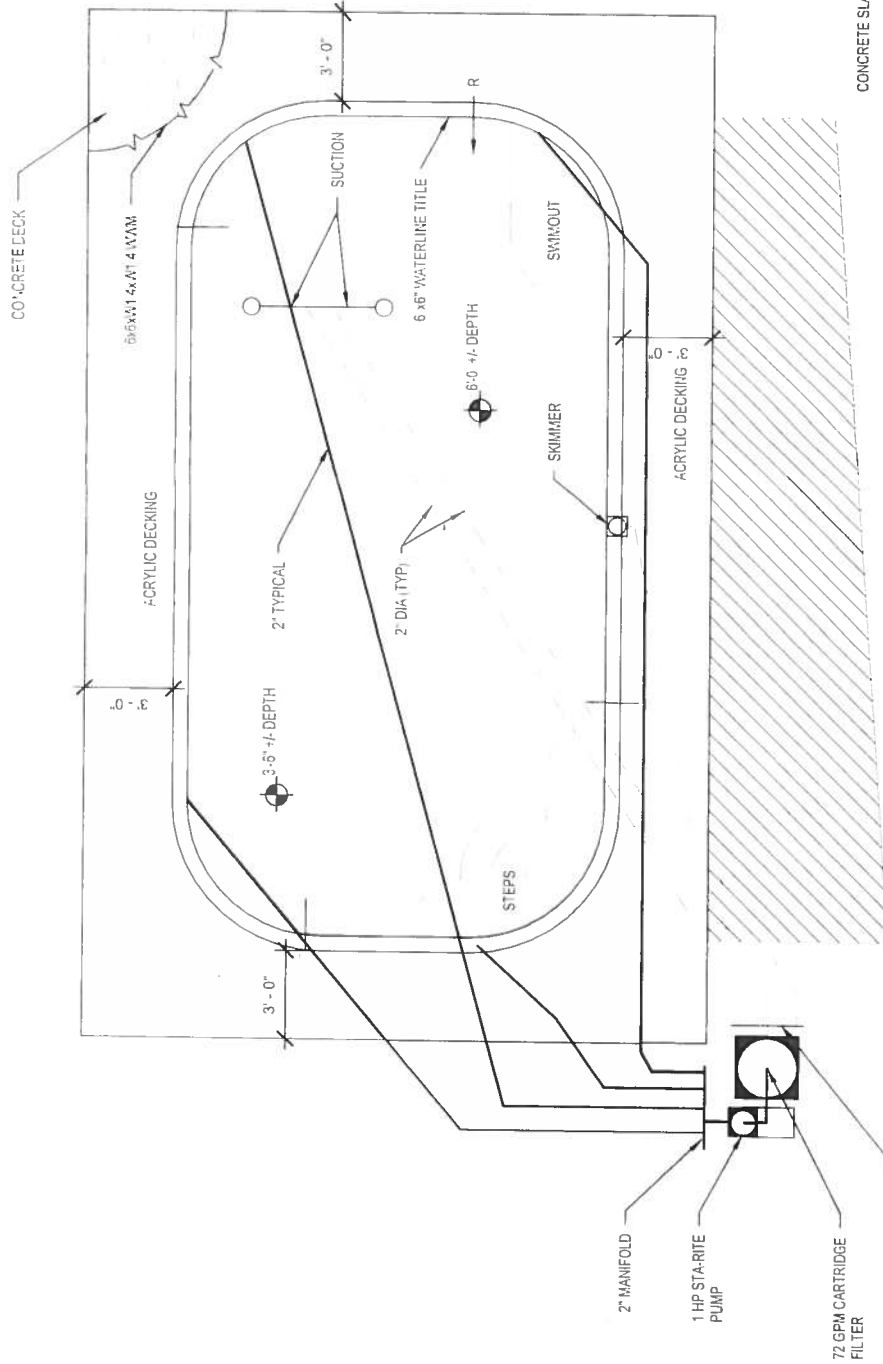 CONCRETE DECK
6x6xW1.4xW1.4 WWM
3' - 0"
ACRYLIC DECKING
SUCTION
R
6"x6" WATERLINE TITLE
2" TYPICAL
3'-0"
3-6" +/- DEPTH
6'-0 +/- DEPTH
2" DIA (TYP)
SWIMOUT
SKIMMER
3'-0"
STEPS
3' - 0"
ACRYLIC DECKING
CONCRETE SLA
2" MANIFOLD
1 HP STA-RITE
PUMP
72 GPM CARTRIDGE
FILTER